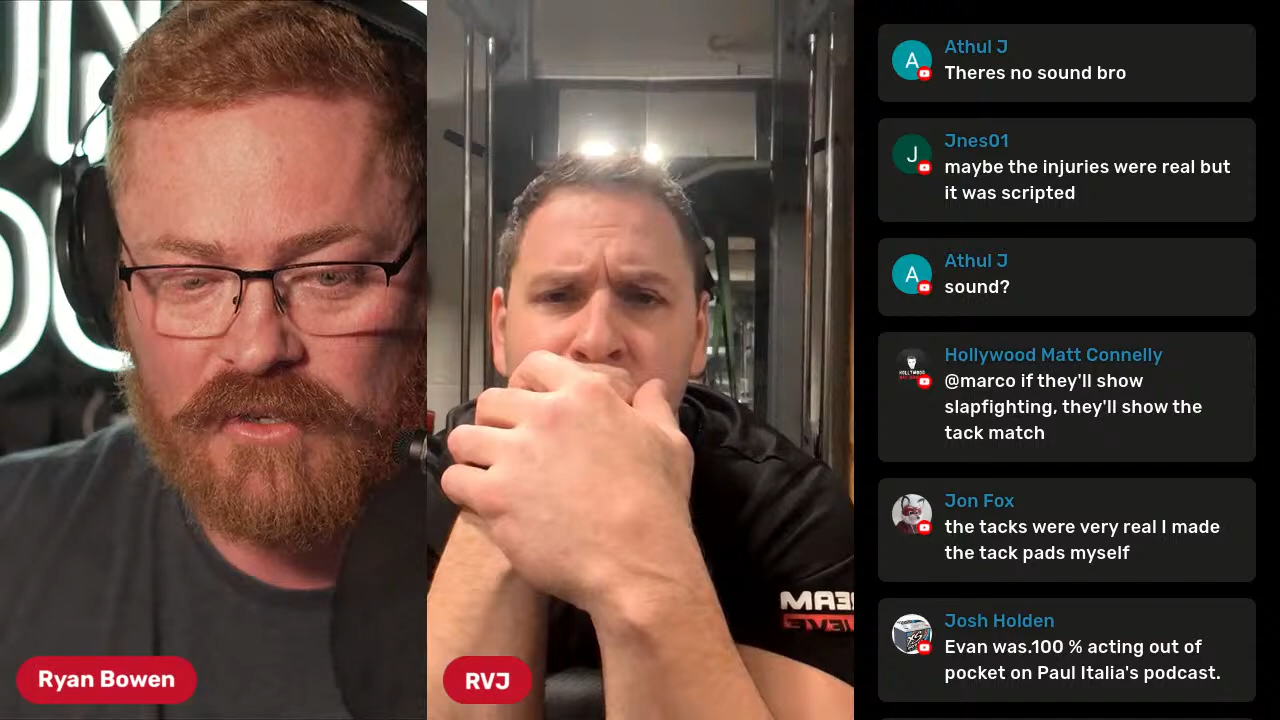 Ryan Bowen
RVJ
A
Athul J
Theres no sound bro
J
Jnes01
maybe the injuries were real but
it was scripted
A
Athul J
sound?
Hollywood Matt Connelly
@marco if they'll show
slapfighting, they'll show the
tack match
Jon Fox
the tacks were very real I made
the tack pads myself
Josh Holden
Evan was.100 % acting out of
pocket on Paul Italia's podcast.